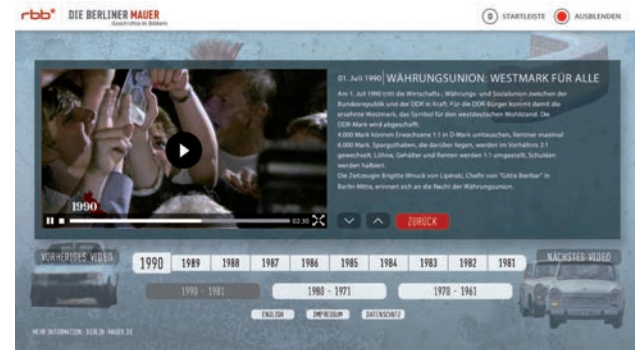 rbb* DIE BERLINER MAUER
Geschichte in Bildern
0 STARTLEISTE AUSBLENDEN
01. Juli 1990 | WÄHRUNGSUNION: WESTMARK FÜR ALLE
Am 1. Juli 1990 tritt die Wirtschafts-, Währungs- und Sozialunion zwischen der
Bundesrepublik und der DDR in Kraft. Für die DDR-Bürger kommt damit die
ersehnte Westmark, das Symbol für den westdeutschen Wohlstand. Die
DDR-Mark wird abgeschafft.
4.000 Mark können Erwachsene 1:1 in D-Mark umtauschen, Rentner maximal
6.000 Mark. Sparguthaben, die darüber liegen, werden im Verhältnis 2:1
gewechselt. Löhne, Gehälter und Renten werden 1:1 umgestellt, Schulden
werden halbiert.
Die Zeitzeugin Brigitte Wnuck von Lipinski, Chefin von "Gittis Bierbar" in
Berlin-Mitte, erinnert sich an die Nacht der Währungsunion.
1990
02:30
ZURÜCK
VORHERIGES VIDEO
NÄCHSTES VIDEO
1990 1989 1988 1987 1986 1985 1984 1983 1982 1981
1990 - 1981 1980 - 1971 1970 - 1961
ENGLISH IMPRESSUM DATENSCHUTZ
MEHR INFORMATION: BERLIN-MAUER.DE